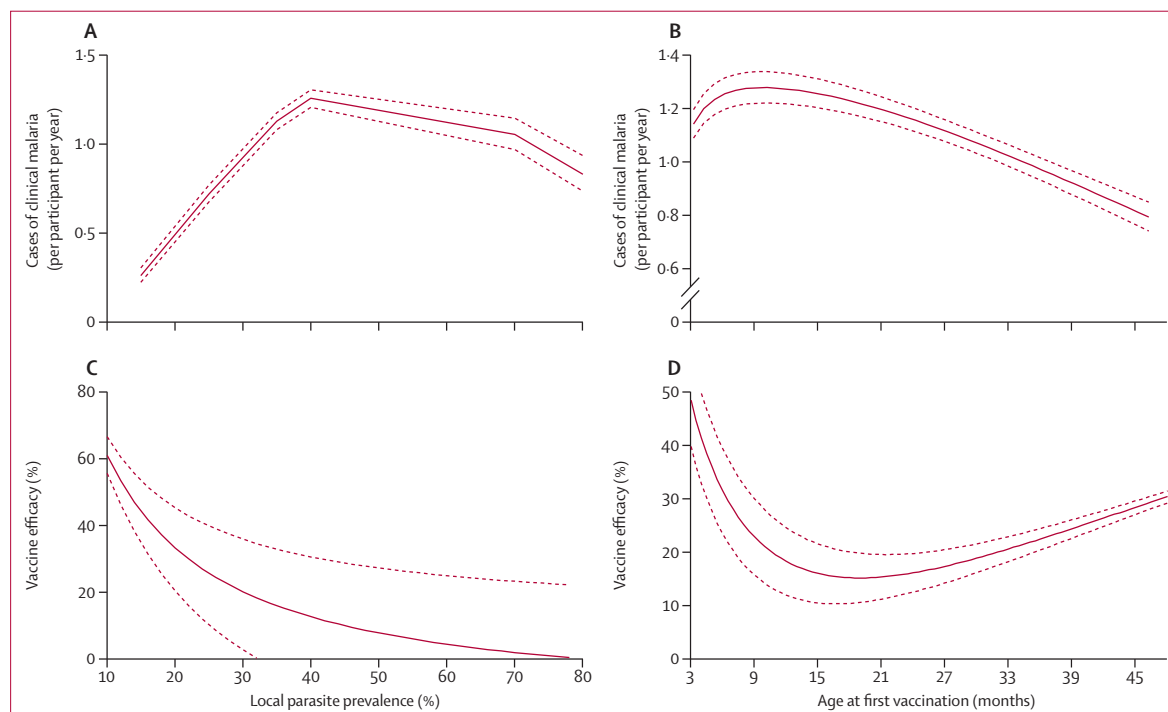 A
Cases of clinical malaria
(per participant per year)
1·5
1·0
0·5
0
B
Cases of clinical malaria
(per participant per year)
1·4
1·2
1·0
0·8
0·6
0
C
Vaccine efficacy (%)
80
60
40
20
0
10 20 30 40 50 60 70 80
Local parasite prevalence (%)
D
Vaccine efficacy (%)
50
40
30
20
10
0
3 9 15 21 27 33 39 45
Age at first vaccination (months)